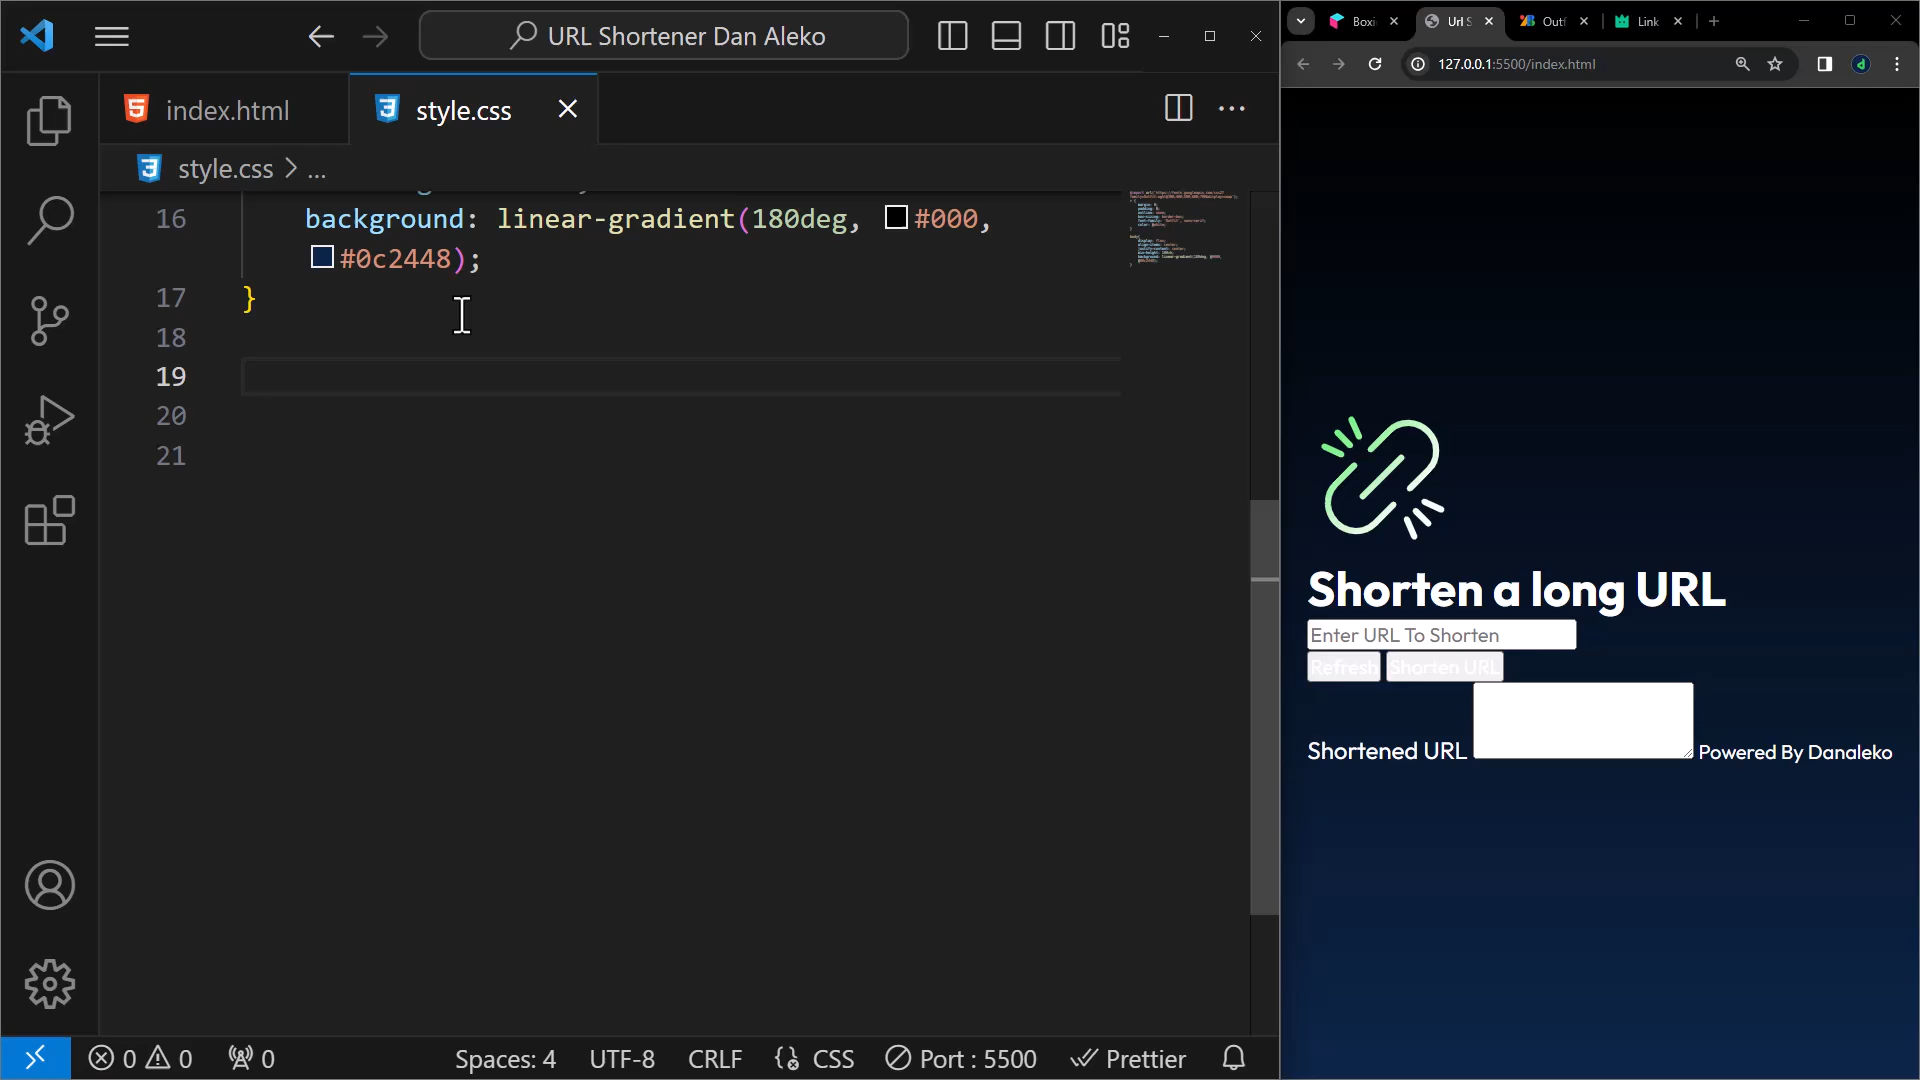 URL Shortener Dan Aleko
index.html
style.css
style.css > ...
16 background: linear-gradient(180deg, #000,
#0c2448);
17 }
18
19
20
21
0 0 0
Spaces: 4 UTF-8 CRLF CSS Port : 5500 Prettier
Boxi
Url S
Outf
Link
127.0.0.1:5500/index.html
Shorten a long URL
Enter URL To Shorten
Refresh Shorten URL
Shortened URL Powered By Danaleko